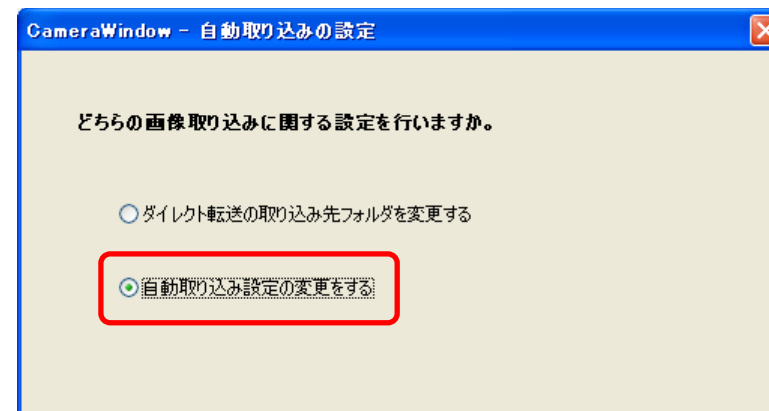 CameraWindow - 自動取り込みの設定
どちらの画像取り込みに関する設定を行いますか。
ダイレクト転送の取り込み先フォルダを変更する
自動取り込み設定の変更をする